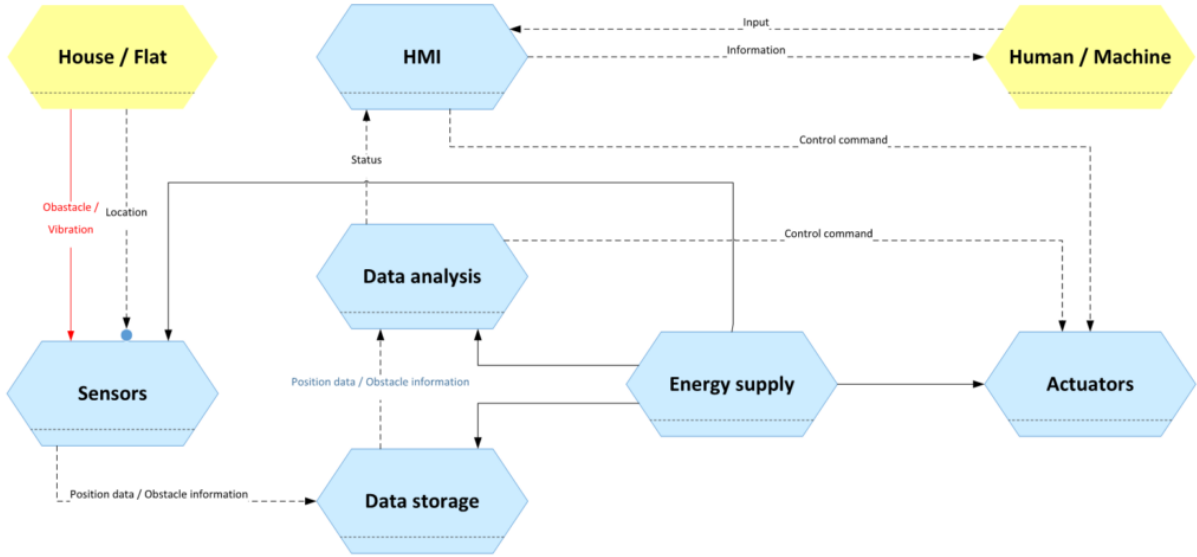 House / Flat
HMI
Input
Information
Human / Machine
Control command
Status
Obastacle /
Vibration
Location
Control command
Data analysis
Position data / Obstacle information
Energy supply
Actuators
Sensors
Position data / Obstacle information
Data storage